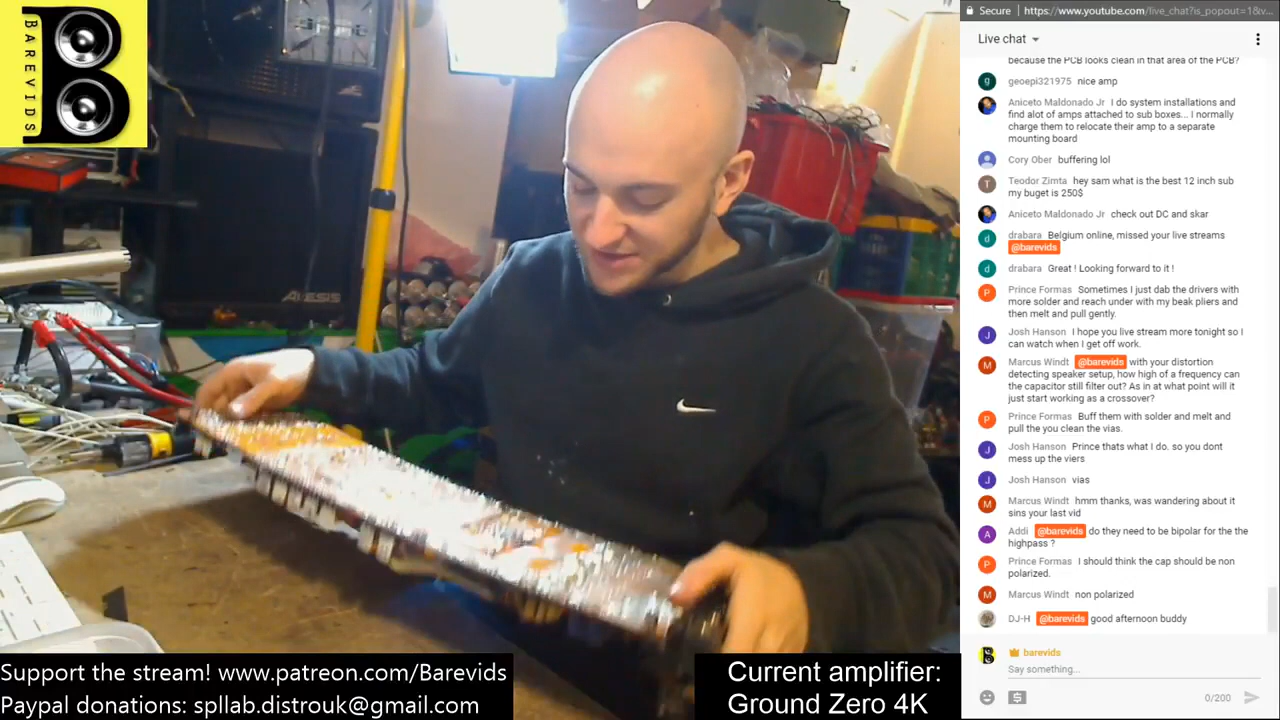 BAREVIDS
ALESIS
Support the stream! www.patreon.com/Barevids
Paypal donations: spllab.distrouk@gmail.com
Current amplifier:
Ground Zero 4K
Secure | https://www.youtube.com/live_chat?is_popout=1&v...
Live chat
because the PCB looks clean in that area of the PCB?
geoepi321975 nice amp
Aniceto Maldonado Jr I do system installations and
find alot of amps attached to sub boxes... I normally
charge them to relocate their amp to a separate
mounting board
Cory Ober buffering lol
T
Teodor Zimta hey sam what is the best 12 inch sub
my buget is 250$
Aniceto Maldonado Jr check out DC and skar
d
drabara Belgium online, missed your live streams
@barevids
d
drabara Great ! Looking forward to it !
P
Prince Formas Sometimes I just dab the drivers with
more solder and reach under with my beak pliers and
then melt and pull gently.
J
Josh Hanson I hope you live stream more tonight so I
can watch when I get off work.
M
Marcus Windt @barevids with your distortion
detecting speaker setup, how high of a frequency can
the capacitor still filter out? As in at what point will it
just start working as a crossover?
P
Prince Formas Buff them with solder and melt and
pull the you clean the vias.
J
Josh Hanson Prince thats what I do. so you dont
mess up the viers
J
Josh Hanson vias
M
Marcus Windt hmm thanks, was wandering about it
sins your last vid
A
Addi @barevids do they need to be bipolar for the the
highpass ?
P
Prince Formas I should think the cap should be non
polarized.
M
Marcus Windt non polarized
DJ-H @barevids good afternoon buddy
barevids
Say something...
0/200